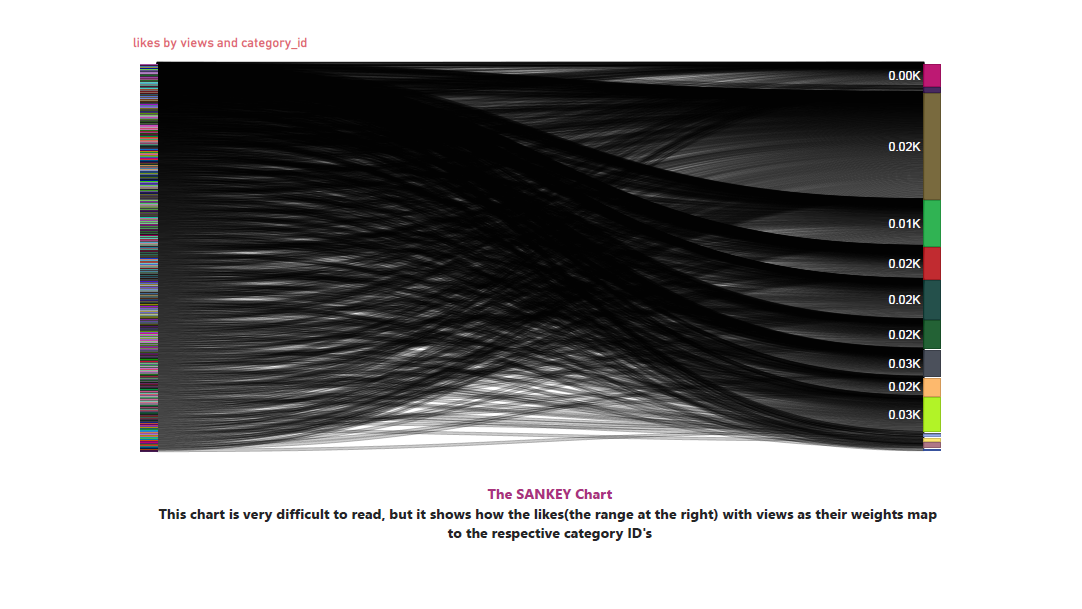 likes by views and category_id
0.00K
0.02K
0.01K
0.02K
0.02K
0.02K
0.03K
0.02K
0.03K
The SANKEY Chart
This chart is very difficult to read, but it shows how the likes(the range at the right) with views as their weights map
to the respective category ID's